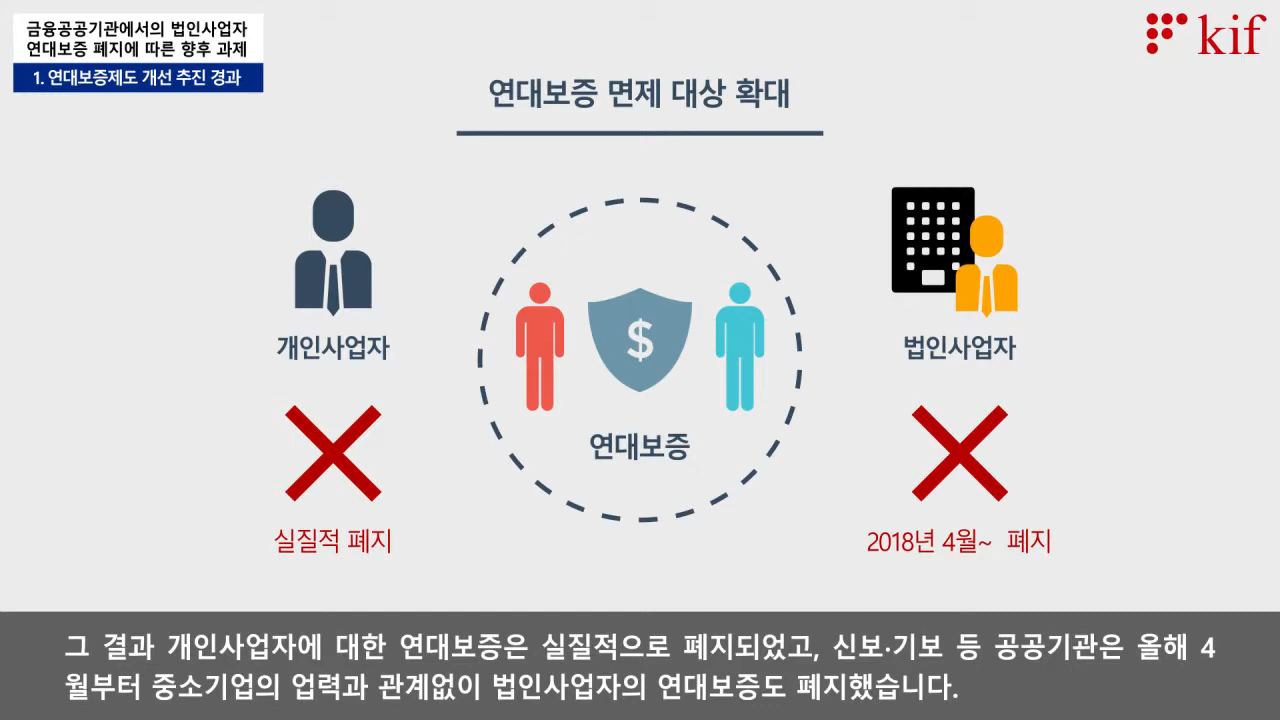 금융공공기관에서의 법인사업자
연대보증 폐지에 따른 향후 과제
1. 연대보증제도 개선 추진 경과
kif
연대보증 면제 대상 확대
개인사업자
$
법인사업자
연대보증
실질적 폐지
2018년 4월~ 폐지
그 결과 개인사업자에 대한 연대보증은 실질적으로 폐지되었고, 신보·기보 등 공공기관은 올해 4
월부터 중소기업의 업력과 관계없이 법인사업자의 연대보증도 폐지했습니다.